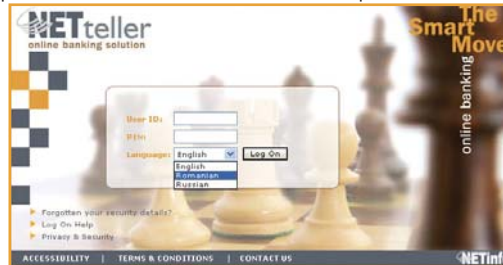 NETteller
online banking solution
The
Smart
Move
online banking
User ID:
PIN:
Language: English Log On
English
Romanian
Russian
Forgotten your security details?
Log On Help
Privacy & Security
ACCESSIBILITY | TERMS & CONDITIONS | CONTACT US
NETinf